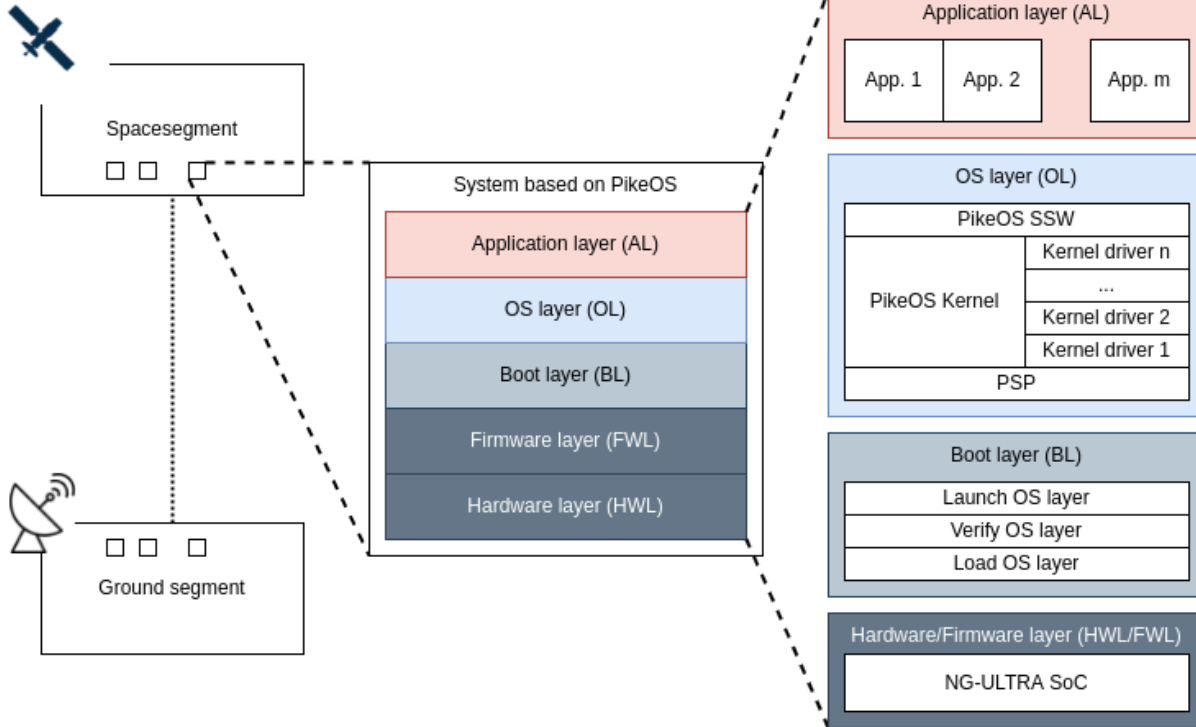 Spacesegment
Ground segment
System based on PikeOS
Application layer (AL)
OS layer (OL)
Boot layer (BL)
Firmware layer (FWL)
Hardware layer (HWL)
Application layer (AL)
App. 1
App. 2
App. m
OS layer (OL)
PikeOS SSW
PikeOS Kernel
Kernel driver n
...
Kernel driver 2
Kernel driver 1
PSP
Boot layer (BL)
Launch OS layer
Verify OS layer
Load OS layer
Hardware/Firmware layer (HWL/FWL)
NG-ULTRA SoC